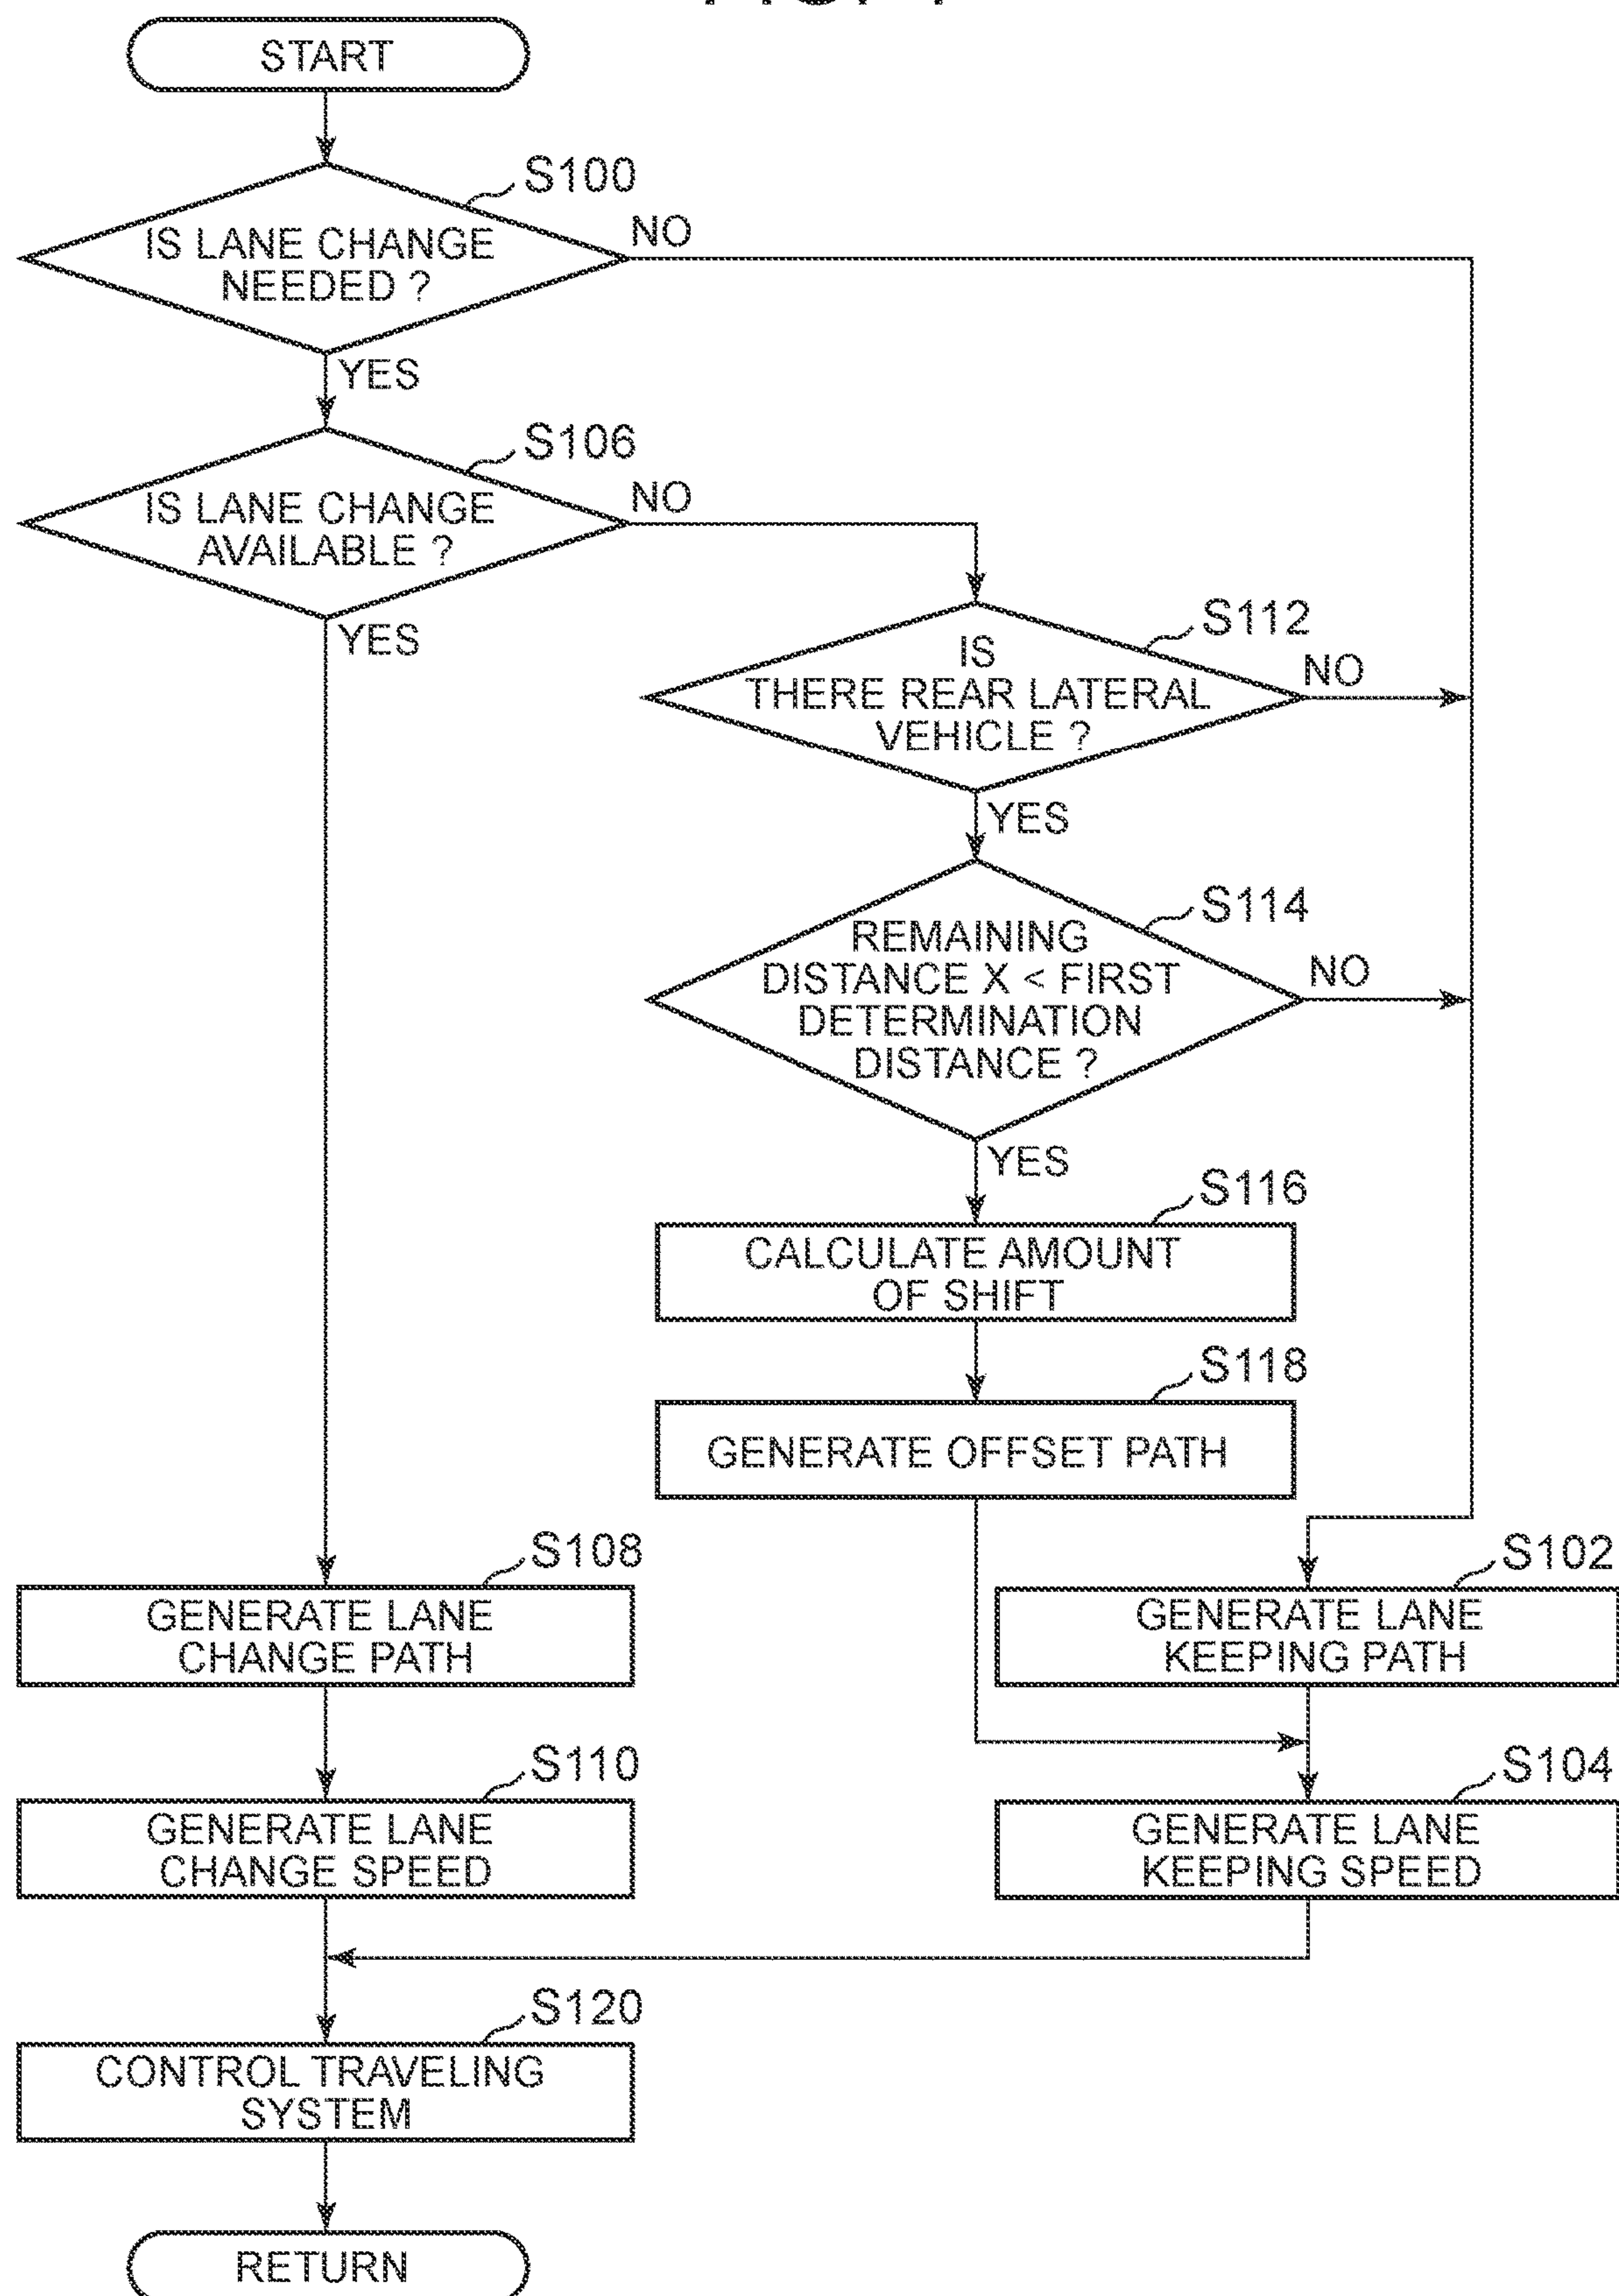 START
S100
IS LANE CHANGE
NEEDED ?
NO
YES
S106
IS LANE CHANGE
AVAILABLE ?
NO
YES
S112
IS
THERE REAR LATERAL
VEHICLE ?
NO
YES
S114
REMAINING
DISTANCE X < FIRST
DETERMINATION
DISTANCE ?
NO
YES
S116
CALCULATE AMOUNT
OF SHIFT
S118
GENERATE OFFSET PATH
S108
GENERATE LANE
CHANGE PATH
S102
GENERATE LANE
KEEPING PATH
S110
GENERATE LANE
CHANGE SPEED
S104
GENERATE LANE
KEEPING SPEED
S120
CONTROL TRAVELING
SYSTEM
RETURN